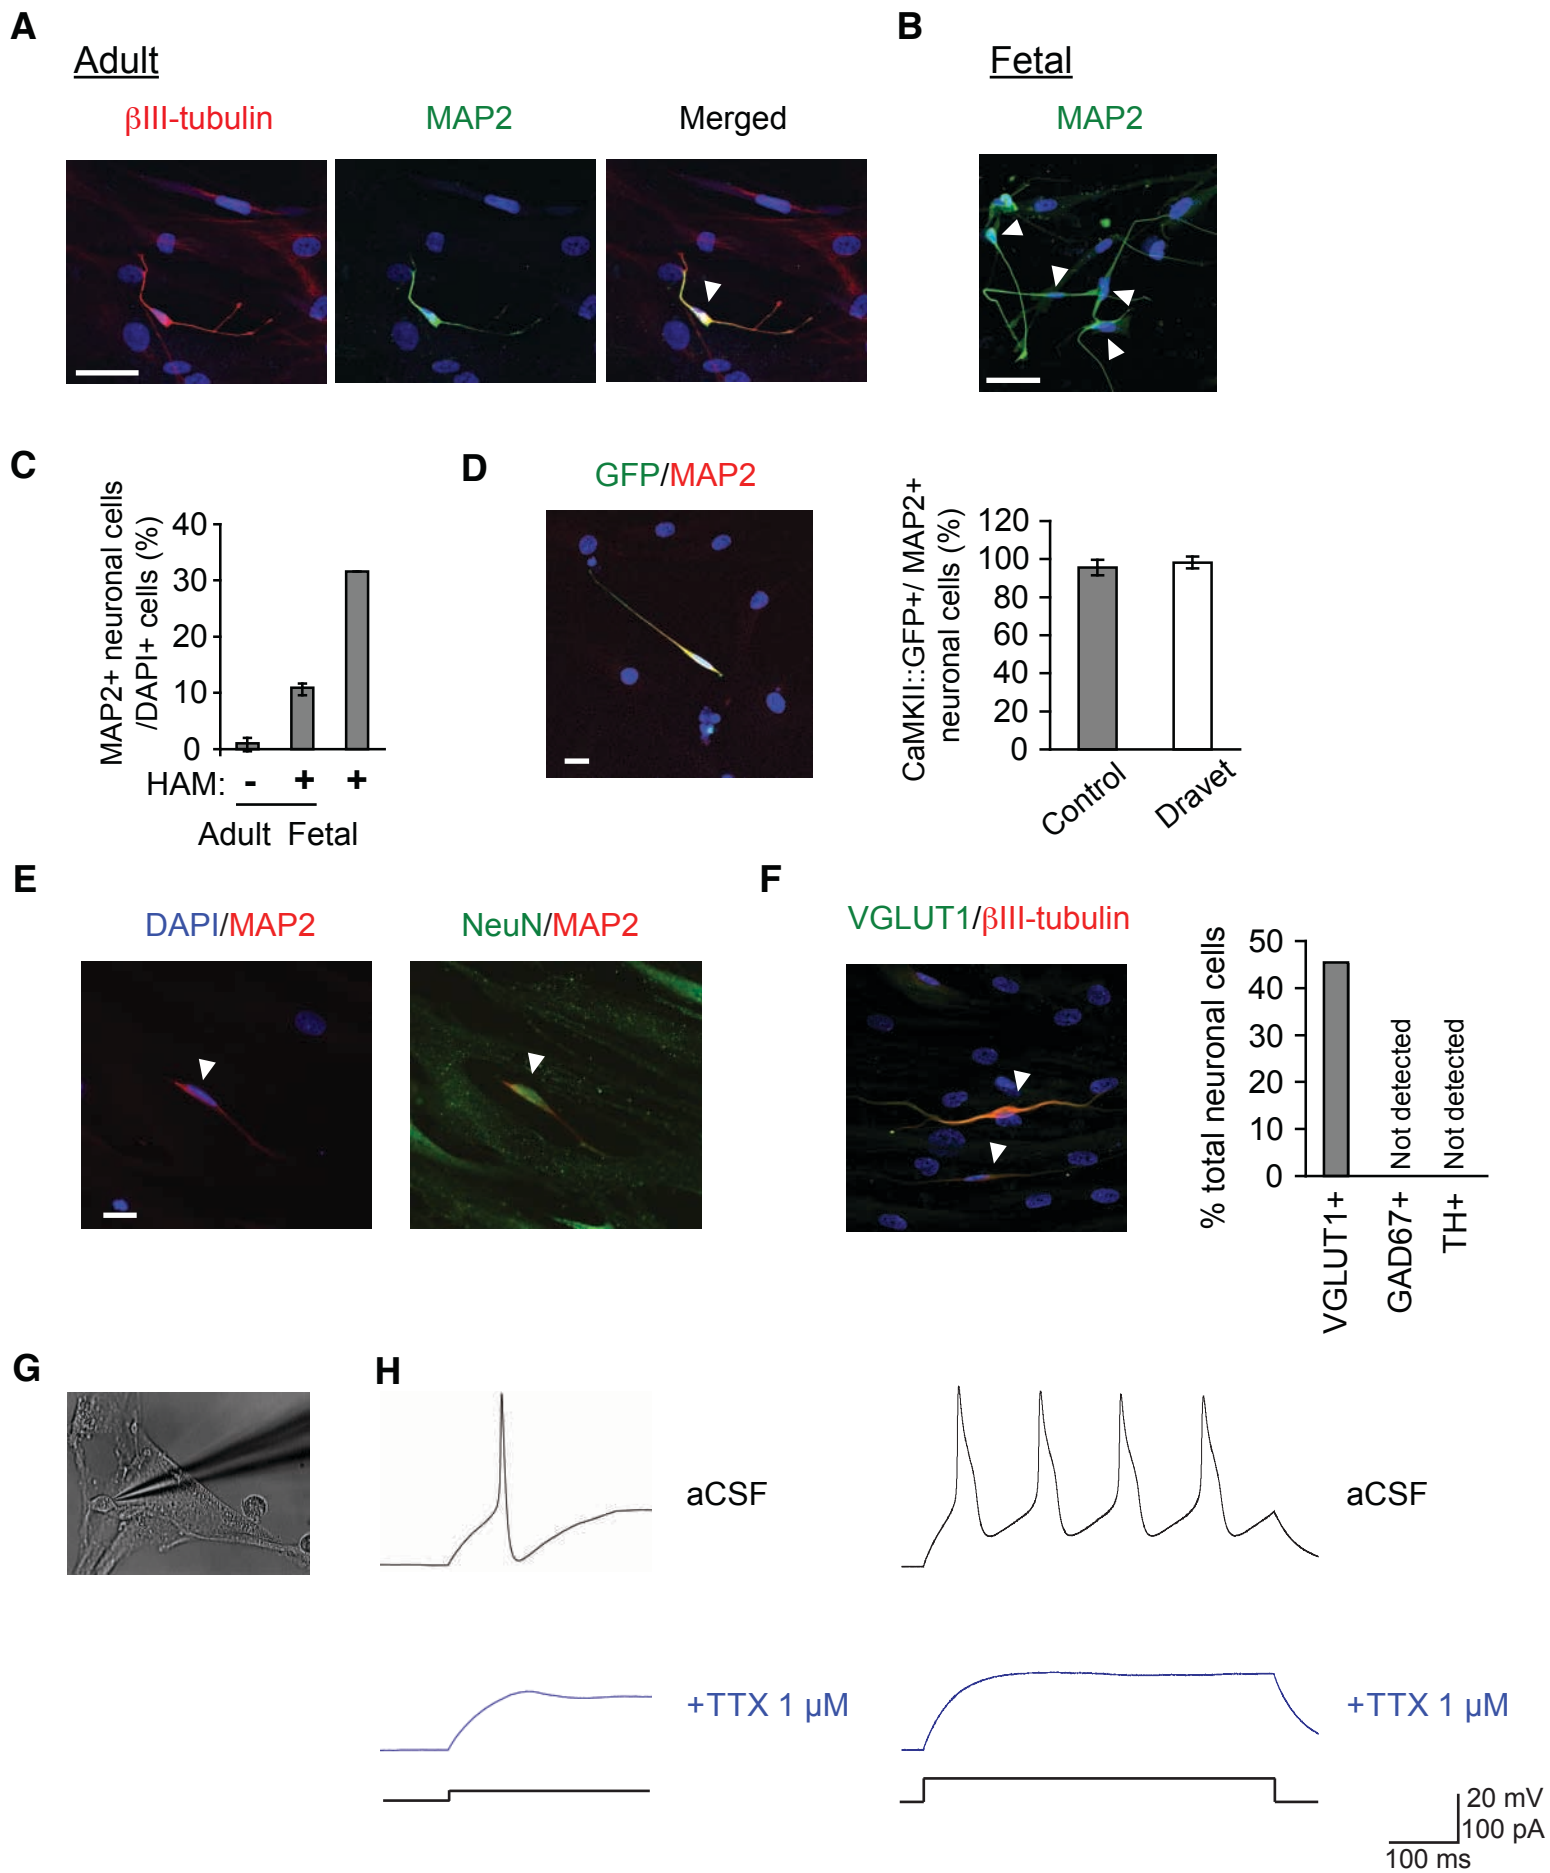 A
Adult
βIII-tubulin
MAP2
Merged
B
Fetal
MAP2
C
MAP2+ neuronal cells
/DAPI+ cells (%)
40
30
20
10
0
HAM: - + +
Adult Fetal
D
GFP/MAP2
CaMKII::GFP+/ MAP2+
neuronal cells (%)
120
100
80
60
40
20
0
Control
Dravet
E
DAPI/MAP2
NeuN/MAP2
F
VGLUT1/βIII-tubulin
% total neuronal cells
50
40
30
20
10
0
Not detected
Not detected
VGLUT1+
GAD67+
TH+
G
H
aCSF
aCSF
+TTX 1 µM
+TTX 1 µM
20 mV
100 pA
100 ms